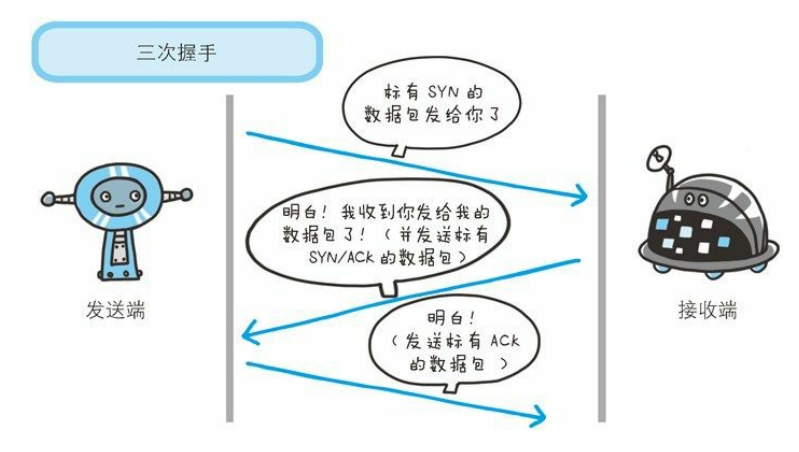 三次握手
标有 SYN 的
数据包发给你了
明白！我收到你发给我的
数据包了！（并发送标有
SYN/ACK 的数据包）
发送端
接收端
明白！
（发送标有 ACK
的数据包 ）